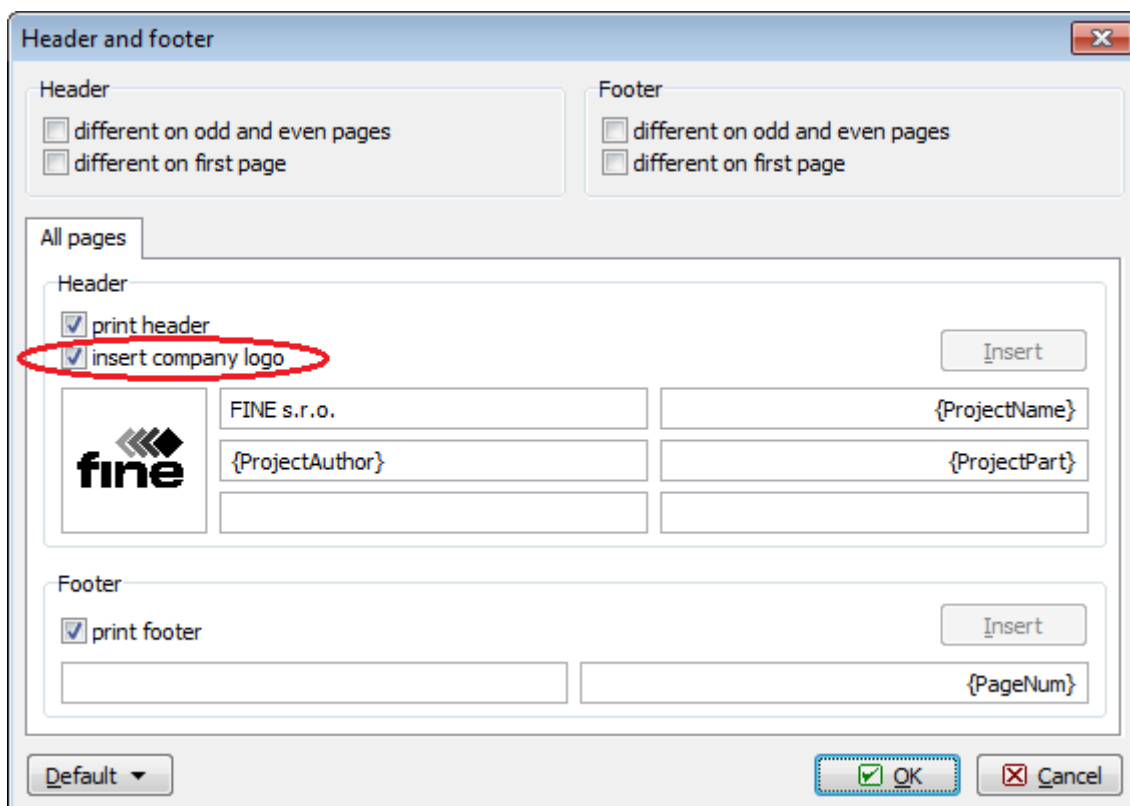 Header and footer
Header
different on odd and even pages
different on first page
Footer
different on odd and even pages
different on first page
All pages
Header
print header
insert company logo
Insert
fine
FINE s.r.o.
{ProjectName}
{ProjectAuthor}
{ProjectPart}
Footer
print footer
Insert
{PageNum}
Default
OK
Cancel